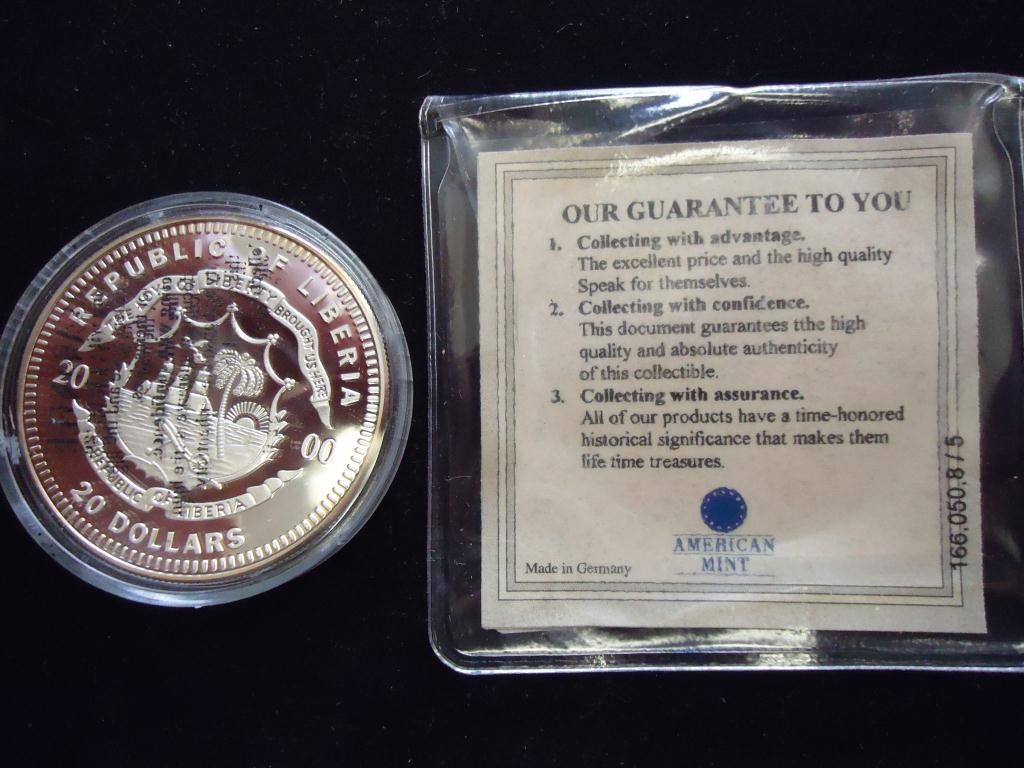 REPUBLIC OF LIBERIA
THE LOVE OF LIBERTY BROUGHT US HERE
20 00
REPUBLIC OF LIBERIA
20 DOLLARS
OUR GUARANTEE TO YOU
1. Collecting with advantage.
The excellent price and the high quality
Speak for themselves.
2. Collecting with confidence.
This document guarantees tthe high
quality and absolute authenticity
of this collectible.
3. Collecting with assurance.
All of our products have a time-honored
historical significance that makes them
life time treasures.
AMERICAN
MINT
Made in Germany
166.050.8 / 5